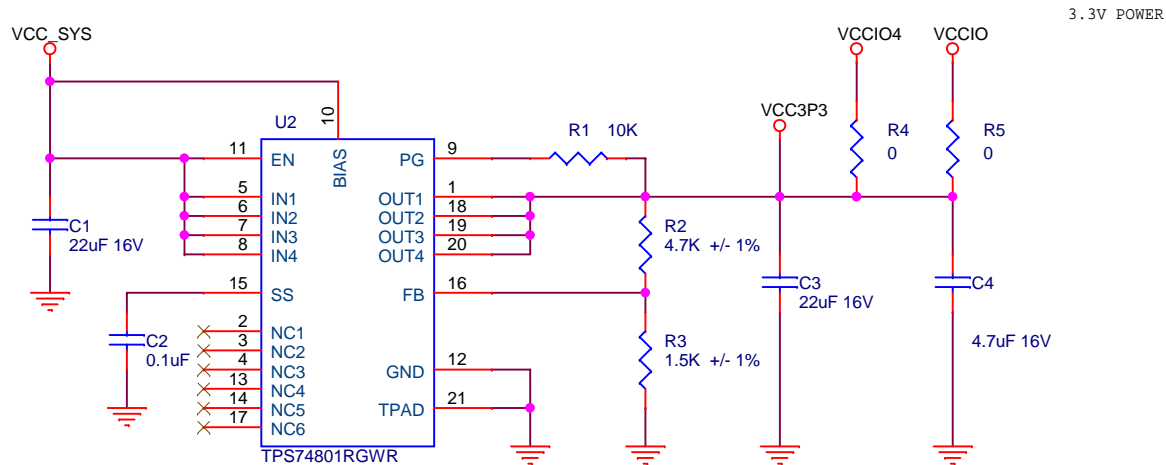 3.3V POWER
VCC_SYS
VCCIO4
VCCIO
VCC3P3
U2
R1 10K
R4
0
R5
0
10
BIAS
11 EN
PG 9
5 IN1
OUT1 1
6 IN2
OUT2 18
7 IN3
OUT3 19
8 IN4
OUT4 20
C1
22uF 16V
R2
4.7K +/- 1%
15 SS
FB 16
C3
22uF 16V
C4
4.7uF 16V
C2
0.1uF
2 NC1
3 NC2
4 NC3
13 NC4
14 NC5
17 NC6
R3
1.5K +/- 1%
GND 12
TPAD 21
TPS74801RGWR